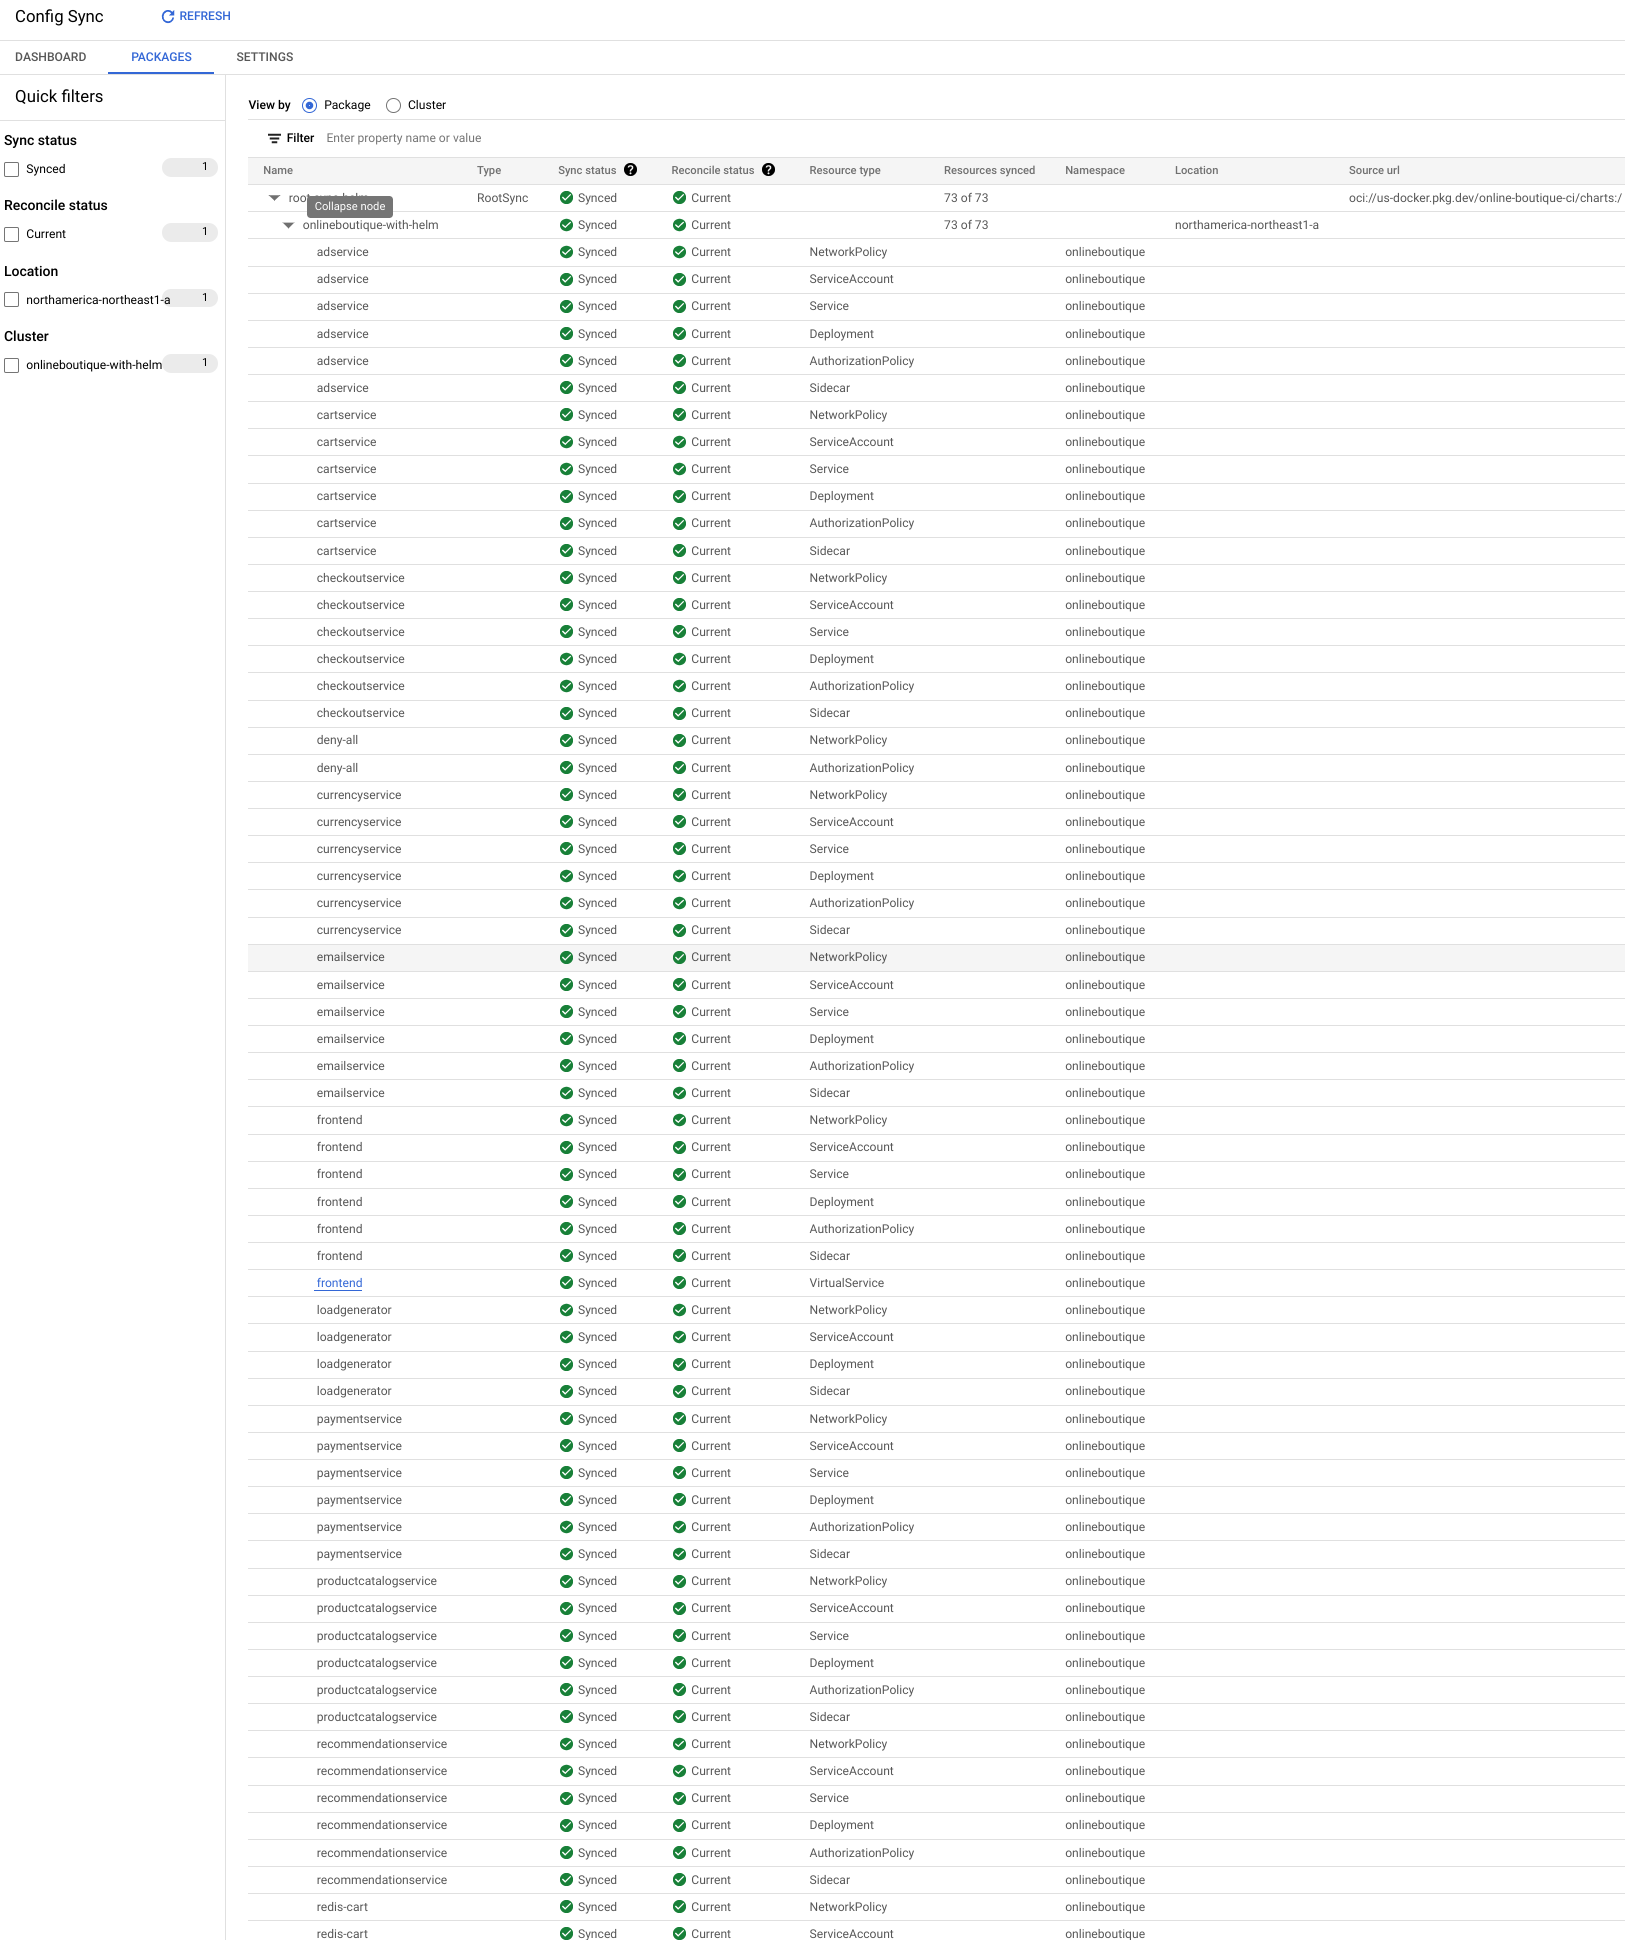 Config Sync REFRESH
DASHBOARD PACKAGES SETTINGS
Quick filters
Sync status
Synced 1
Reconcile status
Current 1
Location
northamerica-northeast1-a 1
Cluster
onlineboutique-with-helm 1
View by Package Cluster
Filter Enter property name or value
Name Type Sync status Reconcile status Resource type Resources synced Namespace Location Source url
RootSync Synced Current 73 of 73 oci://us-docker.pkg.dev/online-boutique-ci/charts:/
Collapse node
onlineboutique-with-helm Synced Current 73 of 73 northamerica-northeast1-a
adservice Synced Current NetworkPolicy onlineboutique
adservice Synced Current ServiceAccount onlineboutique
adservice Synced Current Service onlineboutique
adservice Synced Current Deployment onlineboutique
adservice Synced Current AuthorizationPolicy onlineboutique
adservice Synced Current Sidecar onlineboutique
cartservice Synced Current NetworkPolicy onlineboutique
cartservice Synced Current ServiceAccount onlineboutique
cartservice Synced Current Service onlineboutique
cartservice Synced Current Deployment onlineboutique
cartservice Synced Current AuthorizationPolicy onlineboutique
cartservice Synced Current Sidecar onlineboutique
checkoutservice Synced Current NetworkPolicy onlineboutique
checkoutservice Synced Current ServiceAccount onlineboutique
checkoutservice Synced Current Service onlineboutique
checkoutservice Synced Current Deployment onlineboutique
checkoutservice Synced Current AuthorizationPolicy onlineboutique
checkoutservice Synced Current Sidecar onlineboutique
deny-all Synced Current NetworkPolicy onlineboutique
deny-all Synced Current AuthorizationPolicy onlineboutique
currencyservice Synced Current NetworkPolicy onlineboutique
currencyservice Synced Current ServiceAccount onlineboutique
currencyservice Synced Current Service onlineboutique
currencyservice Synced Current Deployment onlineboutique
currencyservice Synced Current AuthorizationPolicy onlineboutique
currencyservice Synced Current Sidecar onlineboutique
emailservice Synced Current NetworkPolicy onlineboutique
emailservice Synced Current ServiceAccount onlineboutique
emailservice Synced Current Service onlineboutique
emailservice Synced Current Deployment onlineboutique
emailservice Synced Current AuthorizationPolicy onlineboutique
emailservice Synced Current Sidecar onlineboutique
frontend Synced Current NetworkPolicy onlineboutique
frontend Synced Current ServiceAccount onlineboutique
frontend Synced Current Service onlineboutique
frontend Synced Current Deployment onlineboutique
frontend Synced Current AuthorizationPolicy onlineboutique
frontend Synced Current Sidecar onlineboutique
frontend Synced Current VirtualService onlineboutique
loadgenerator Synced Current NetworkPolicy onlineboutique
loadgenerator Synced Current ServiceAccount onlineboutique
loadgenerator Synced Current Deployment onlineboutique
loadgenerator Synced Current Sidecar onlineboutique
paymentservice Synced Current NetworkPolicy onlineboutique
paymentservice Synced Current ServiceAccount onlineboutique
paymentservice Synced Current Service onlineboutique
paymentservice Synced Current Deployment onlineboutique
paymentservice Synced Current AuthorizationPolicy onlineboutique
paymentservice Synced Current Sidecar onlineboutique
productcatalogservice Synced Current NetworkPolicy onlineboutique
productcatalogservice Synced Current ServiceAccount onlineboutique
productcatalogservice Synced Current Service onlineboutique
productcatalogservice Synced Current Deployment onlineboutique
productcatalogservice Synced Current AuthorizationPolicy onlineboutique
productcatalogservice Synced Current Sidecar onlineboutique
recommendationservice Synced Current NetworkPolicy onlineboutique
recommendationservice Synced Current ServiceAccount onlineboutique
recommendationservice Synced Current Service onlineboutique
recommendationservice Synced Current Deployment onlineboutique
recommendationservice Synced Current AuthorizationPolicy onlineboutique
recommendationservice Synced Current Sidecar onlineboutique
redis-cart Synced Current NetworkPolicy onlineboutique
redis-cart Synced Current ServiceAccount onlineboutique